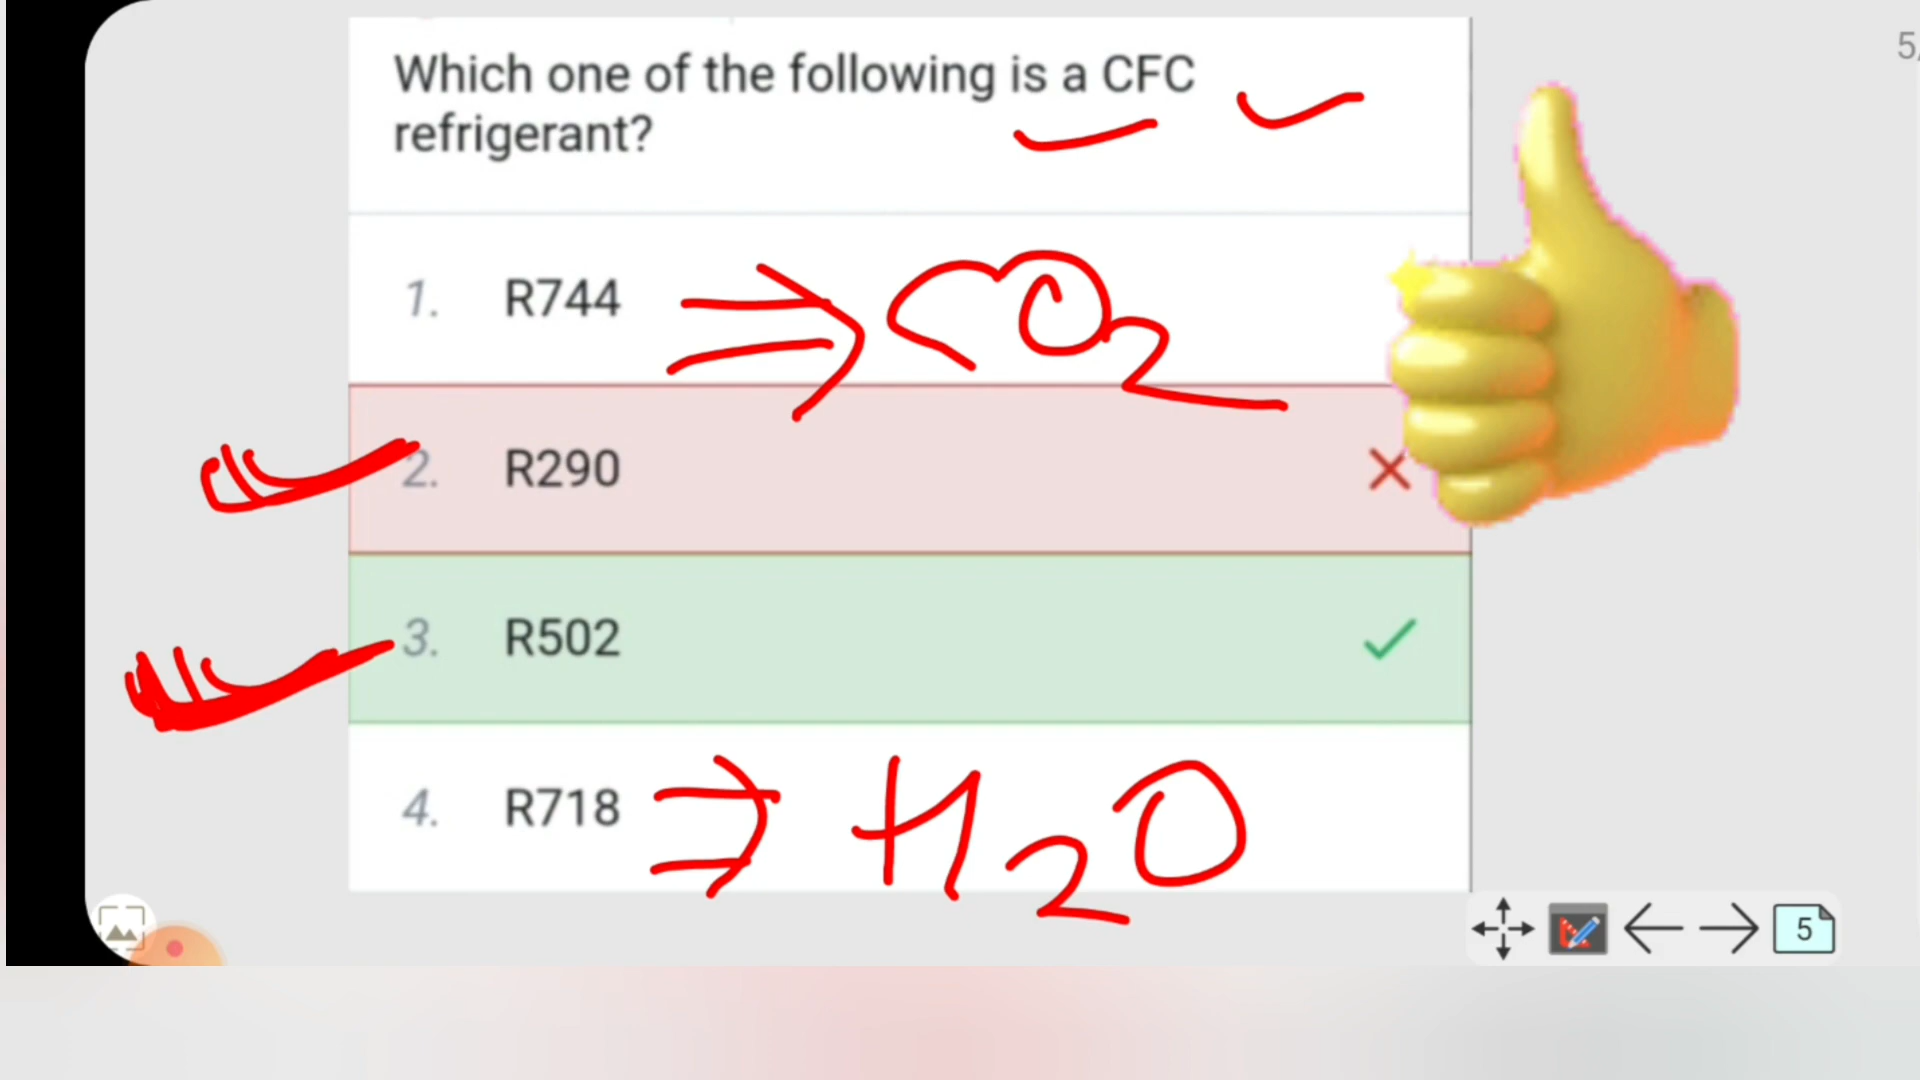 Which one of the following is a CFC
refrigerant?
1. R744 ⇒ CO2
2. R290
3. R502
4. R718 ⇒ H2O
5